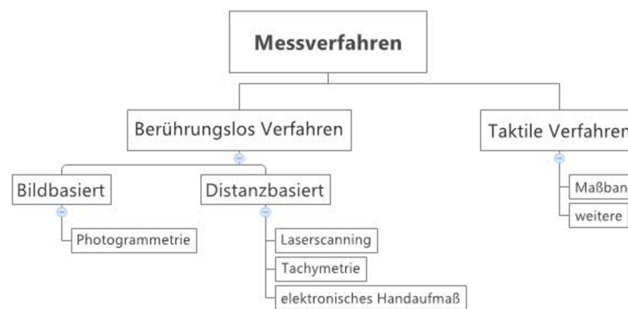 Messverfahren
Berührungslos Verfahren
Taktile Verfahren
Bildbasiert
Distanzbasiert
Photogrammetrie
Laserscanning
Tachymetrie
elektronisches Handaufmaß
weitere